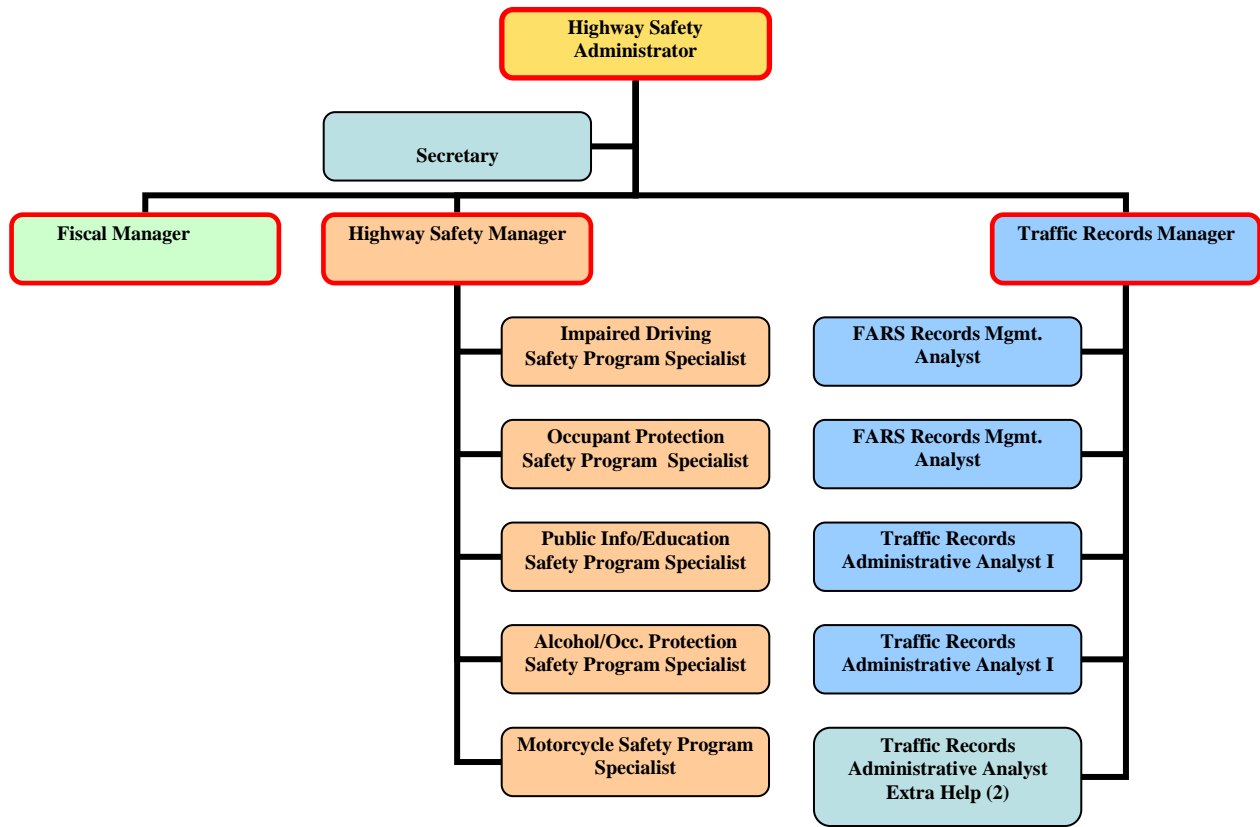 Highway Safety
Administrator
Secretary
Fiscal Manager
Highway Safety Manager
Traffic Records Manager
Impaired Driving
Safety Program Specialist
FARS Records Mgmt.
Analyst
Occupant Protection
Safety Program  Specialist
FARS Records Mgmt.
Analyst
Public Info/Education
Safety Program Specialist
Traffic Records
Administrative Analyst I
Alcohol/Occ. Protection
Safety Program Specialist
Traffic Records
Administrative Analyst I
Motorcycle Safety Program
Specialist
Traffic Records
Administrative Analyst
Extra Help (2)